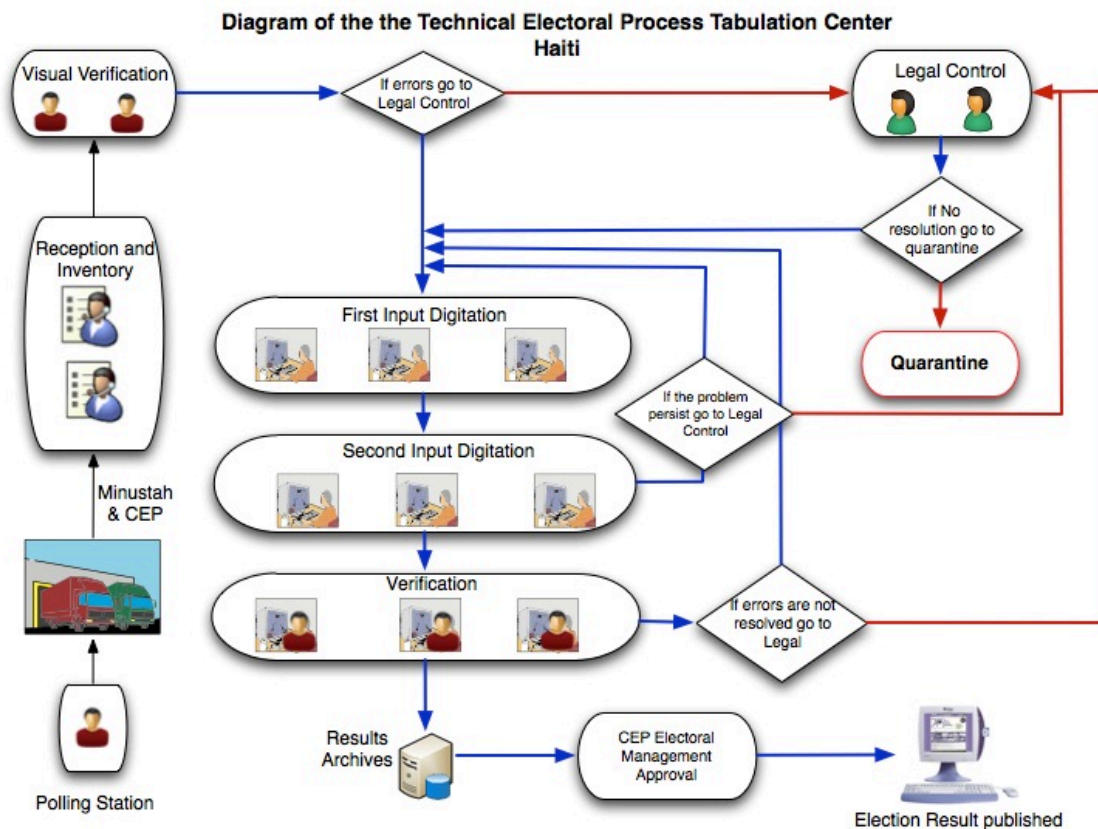 Diagram of the the Technical Electoral Process Tabulation Center
Haiti
Visual Verification
If errors go to
Legal Control
Legal Control
If No
resolution go to
quarantine
Reception and
Inventory
First Input Digitation
Quarantine
If the problem
persist go to Legal
Control
Second Input Digitation
Minustah
& CEP
Verification
If errors are not
resolved go to
Legal
Results
Archives
CEP Electoral
Management
Approval
Polling Station
Election Result published